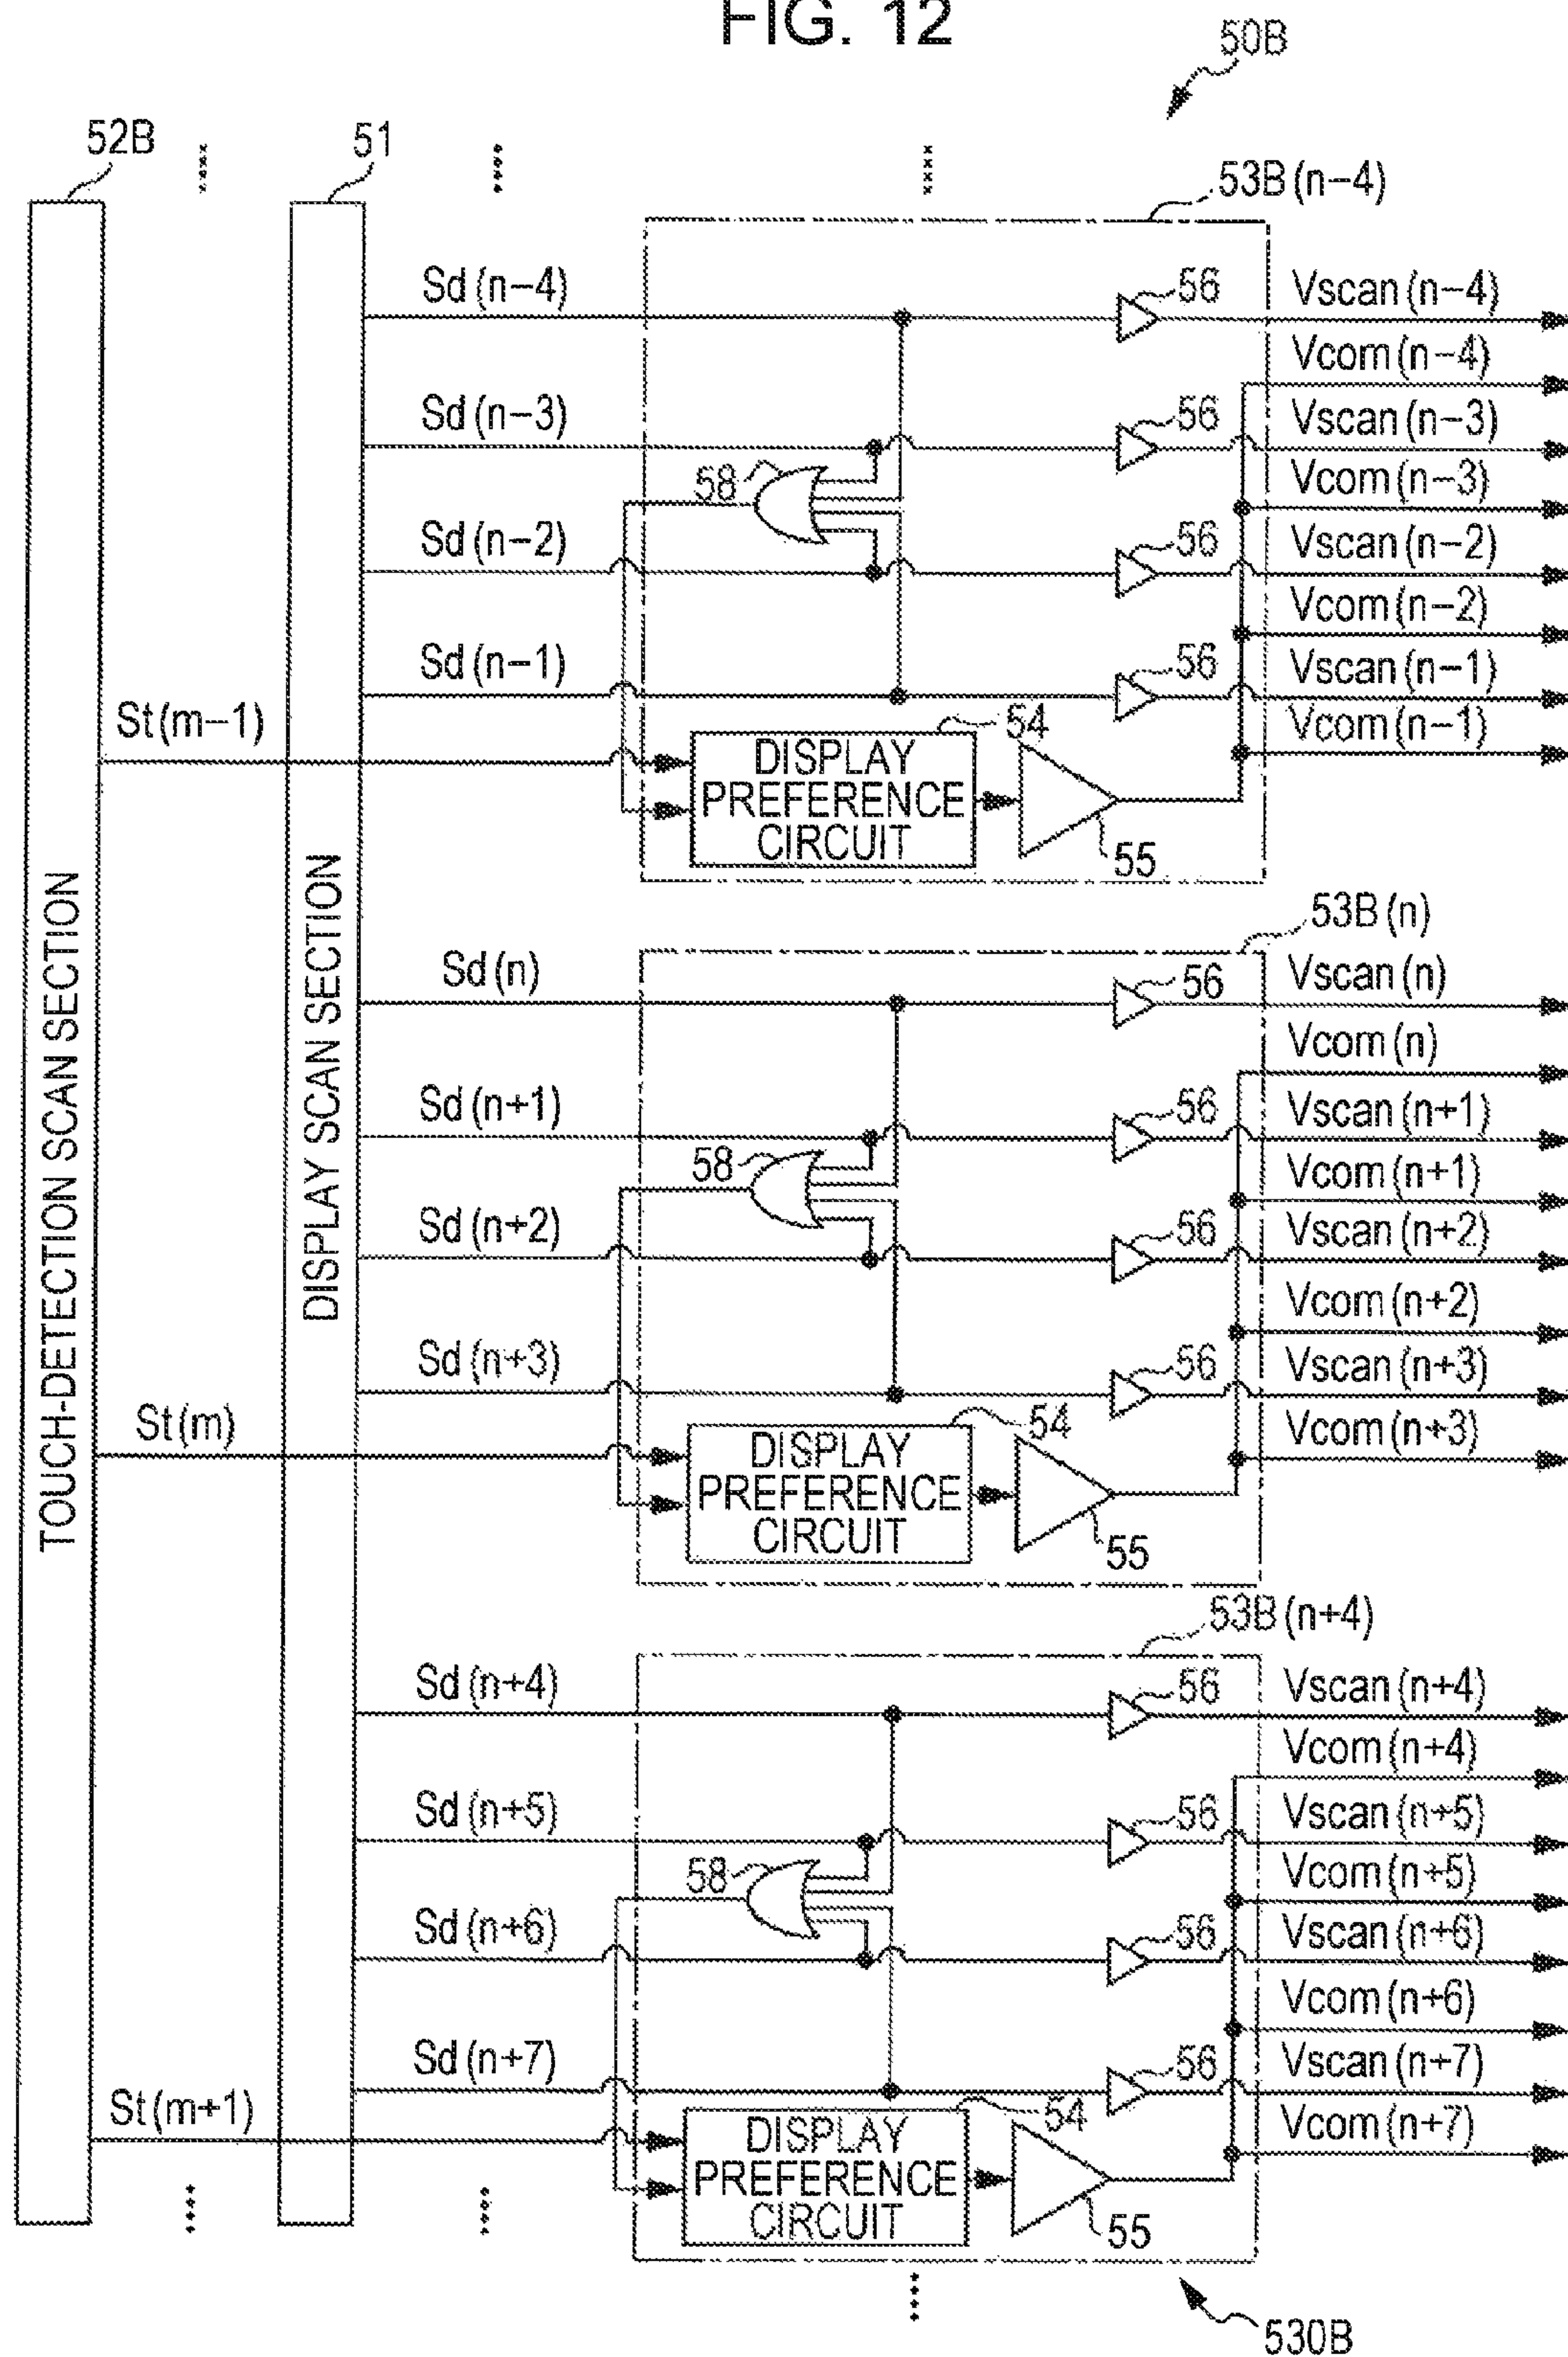 FIG. 12
50B
52B
51
53B(n−4)
Sd(n−4)
56
Vscan(n−4)
Vcom(n−4)
Sd(n−3)
56
Vscan(n−3)
58
Vcom(n−3)
Sd(n−2)
56
Vscan(n−2)
Vcom(n−2)
Sd(n−1)
56
Vscan(n−1)
St(m−1)
54
Vcom(n−1)
DISPLAY
PREFERENCE
CIRCUIT
55
TOUCH-DETECTION SCAN SECTION
DISPLAY SCAN SECTION
53B(n)
Sd(n)
56
Vscan(n)
Vcom(n)
Sd(n+1)
56
Vscan(n+1)
58
Vcom(n+1)
Sd(n+2)
56
Vscan(n+2)
Vcom(n+2)
Sd(n+3)
56
Vscan(n+3)
St(m)
54
Vcom(n+3)
DISPLAY
PREFERENCE
CIRCUIT
55
53B(n+4)
Sd(n+4)
56
Vscan(n+4)
Vcom(n+4)
Sd(n+5)
56
Vscan(n+5)
58
Vcom(n+5)
Sd(n+6)
56
Vscan(n+6)
Vcom(n+6)
Sd(n+7)
56
Vscan(n+7)
St(m+1)
54
Vcom(n+7)
DISPLAY
PREFERENCE
CIRCUIT
55
530B